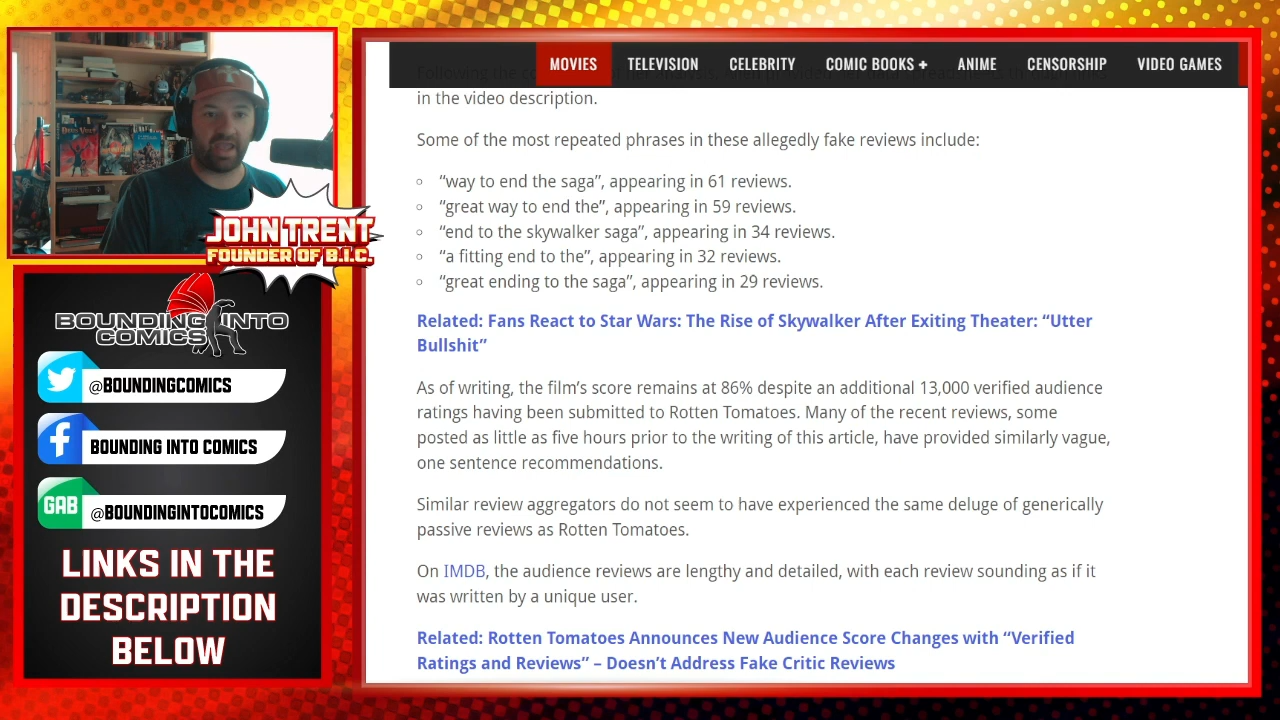 MOVIES TELEVISION CELEBRITY COMIC BOOKS + ANIME CENSORSHIP VIDEO GAMES
in the video description.
Some of the most repeated phrases in these allegedly fake reviews include:
“way to end the saga”, appearing in 61 reviews.
“great way to end the”, appearing in 59 reviews.
“end to the skywalker saga”, appearing in 34 reviews.
“a fitting end to the”, appearing in 32 reviews.
“great ending to the saga”, appearing in 29 reviews.
Related: Fans React to Star Wars: The Rise of Skywalker After Exiting Theater: “Utter
Bullshit”
As of writing, the film’s score remains at 86% despite an additional 13,000 verified audience
ratings having been submitted to Rotten Tomatoes. Many of the recent reviews, some
posted as little as five hours prior to the writing of this article, have provided similarly vague,
one sentence recommendations.
Similar review aggregators do not seem to have experienced the same deluge of generically
passive reviews as Rotten Tomatoes.
On IMDB, the audience reviews are lengthy and detailed, with each review sounding as if it
was written by a unique user.
Related: Rotten Tomatoes Announces New Audience Score Changes with “Verified
Ratings and Reviews” – Doesn’t Address Fake Critic Reviews
JOHN TRENT
FOUNDER OF B.I.C.
BOUNDING INTO
COMICS
@BOUNDINGCOMICS
BOUNDING INTO COMICS
GAB
@BOUNDINGINTOCOMICS
LINKS IN THE
DESCRIPTION
BELOW